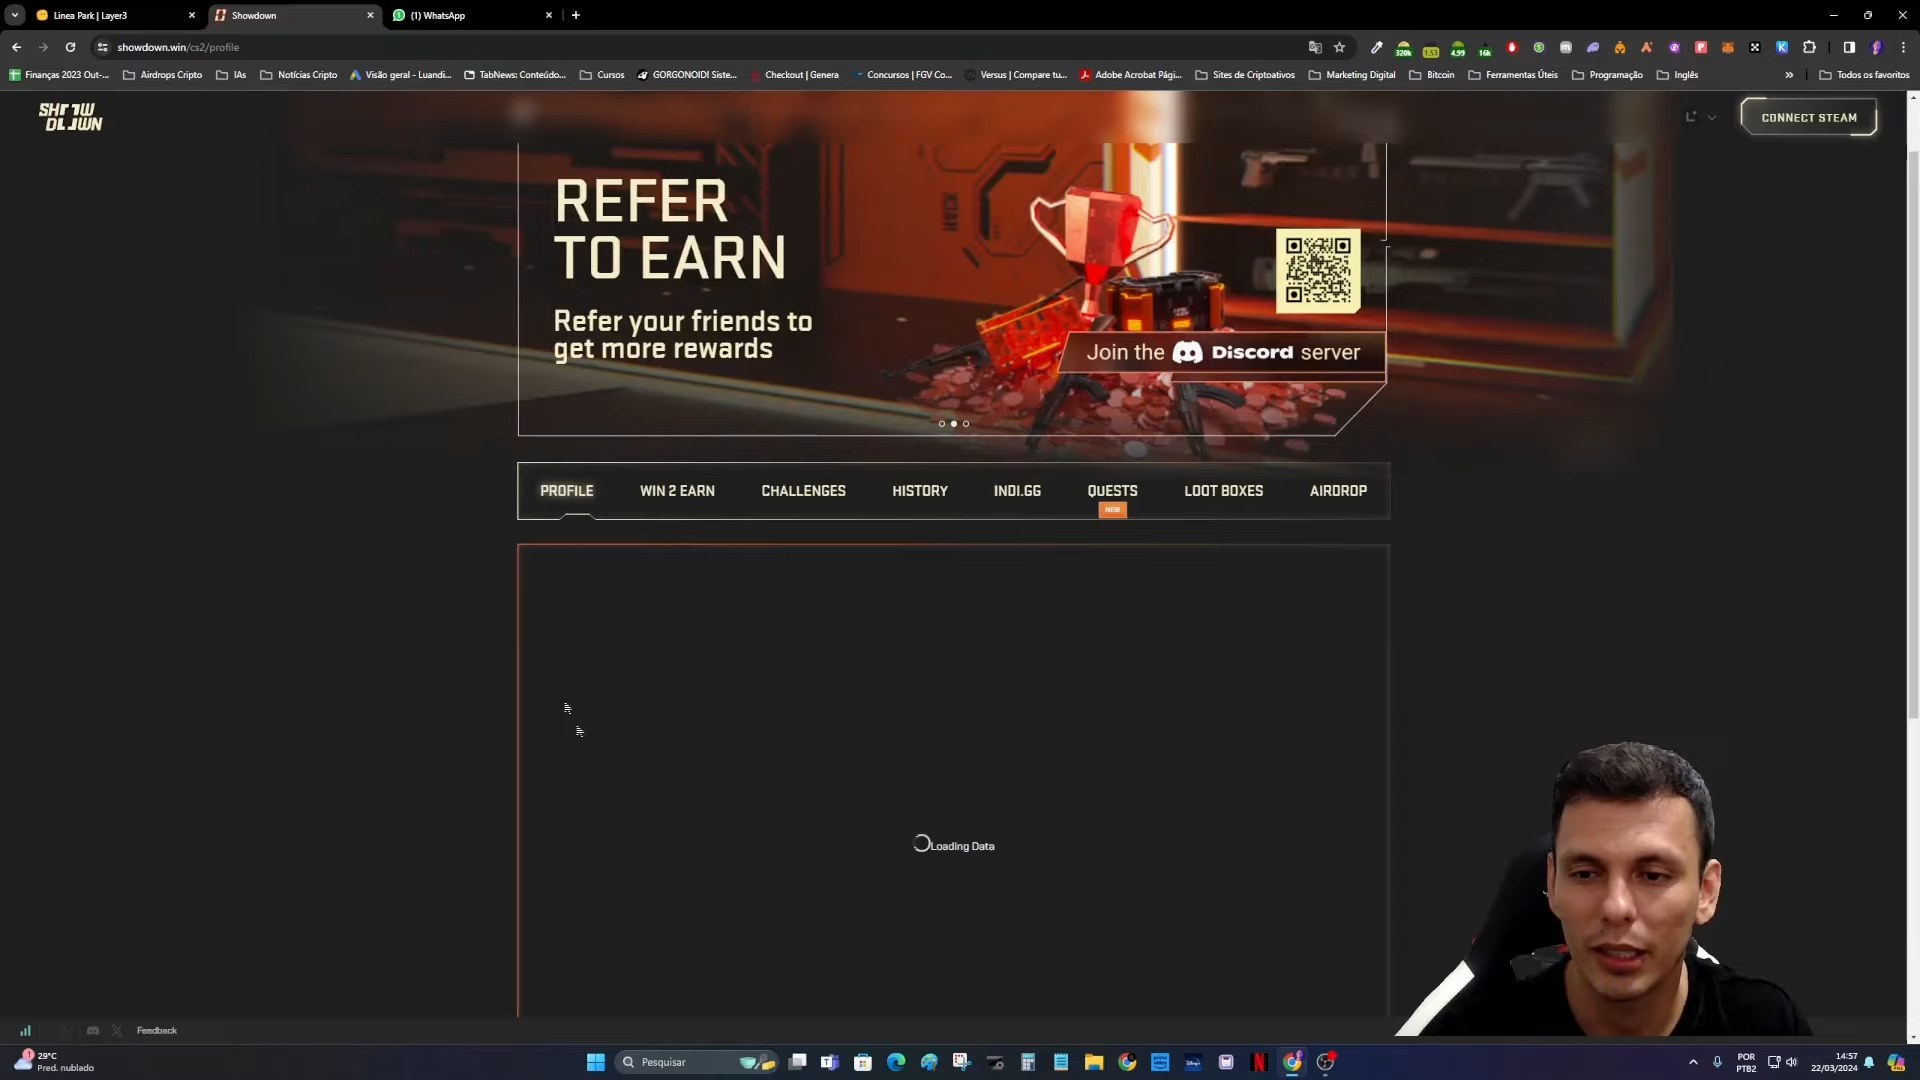 Linea Park | Layer3
Showdown
(1) WhatsApp
showdown.win/cs2/profile
Finanças 2023 Out-...
Airdrops Cripto
IAs
Notícias Cripto
Visão geral - Luandi...
TabNews: Conteúdo...
Cursos
GORGONOID! Siste...
Checkout | Genera
Concursos | FGV Co...
Versus | Compare tu...
Adobe Acrobat Pági...
Sites de Criptoativos
Marketing Digital
Bitcoin
Ferramentas Úteis
Programação
Inglês
Todos os favoritos
SHOWDOWN
CONNECT STEAM
REFER
TO EARN
Refer your friends to
get more rewards
Join the Discord server
PROFILE
WIN 2 EARN
CHALLENGES
HISTORY
INDI.GG
QUESTS
LOOT BOXES
AIRDROP
NEW
Loading Data
Feedback
29°C
Pred. nublado
Pesquisar
POR
PTB2
14:57
22/03/2024